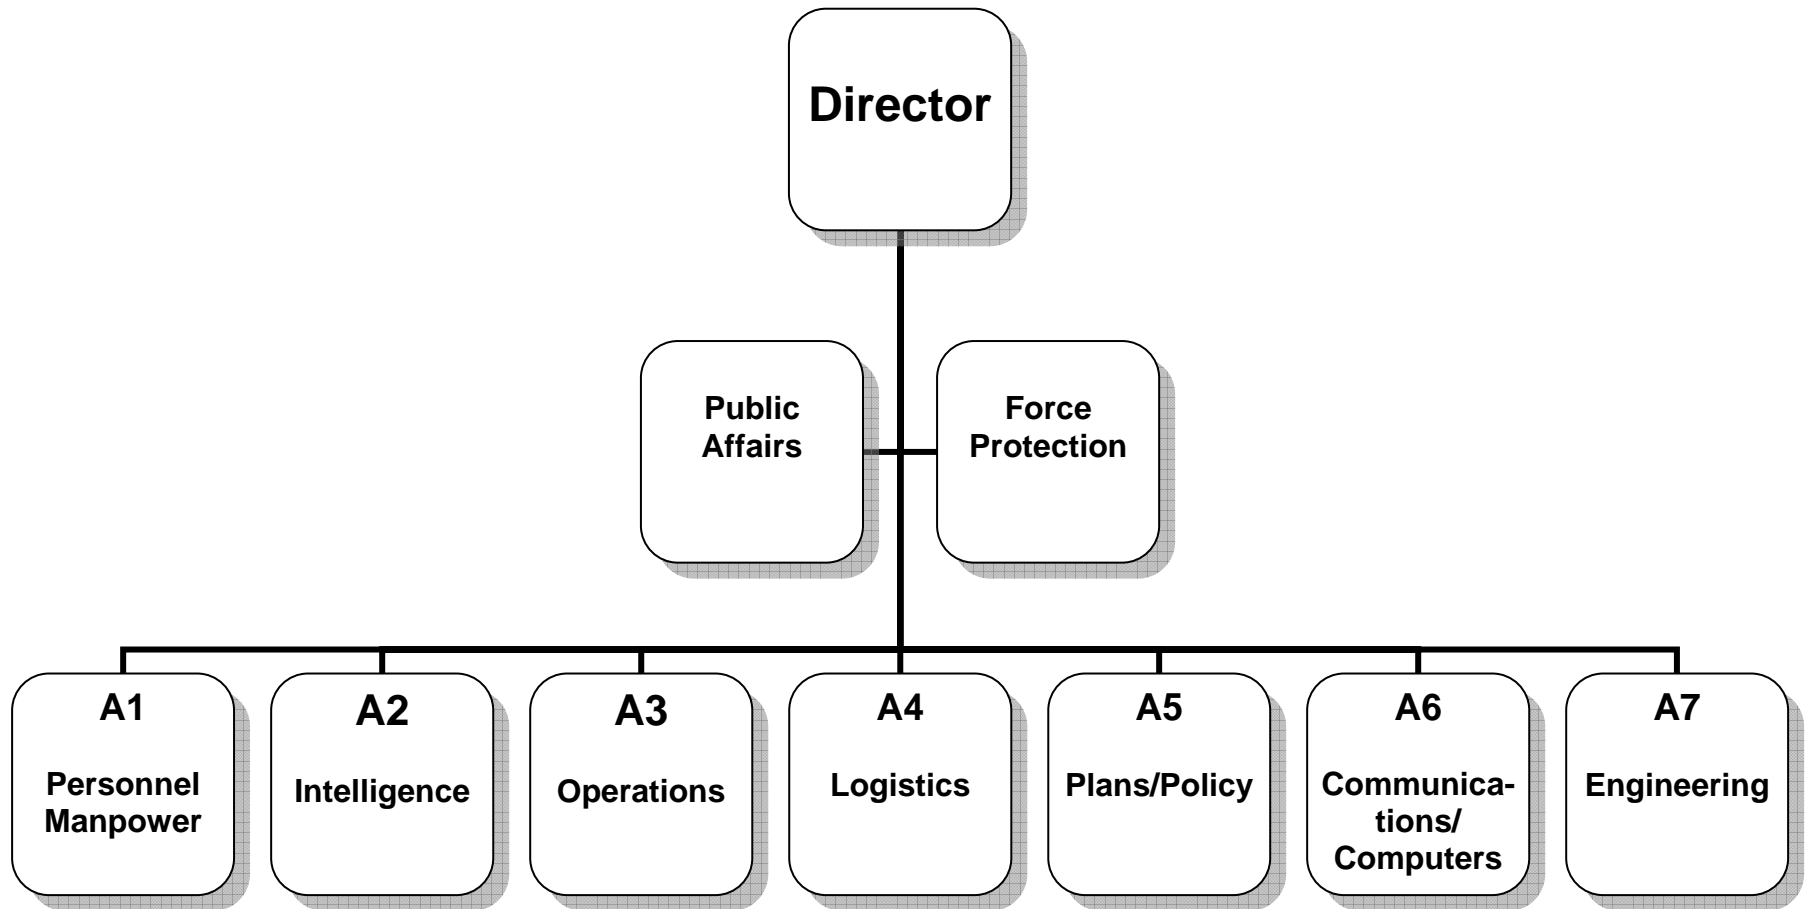 Director
Public
Affairs
Force
Protection
A1
Personnel
Manpower
A2
Intelligence
A3
Operations
A4
Logistics
A5
Plans/Policy
A6
Communica-
tions/
Computers
A7
Engineering